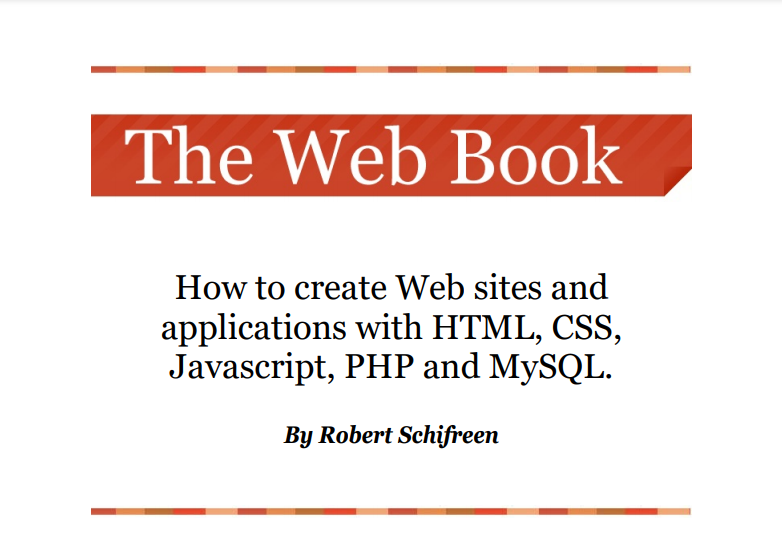 The Web Book
How to create Web sites and
applications with HTML, CSS,
Javascript, PHP and MySQL.
By Robert Schifreen